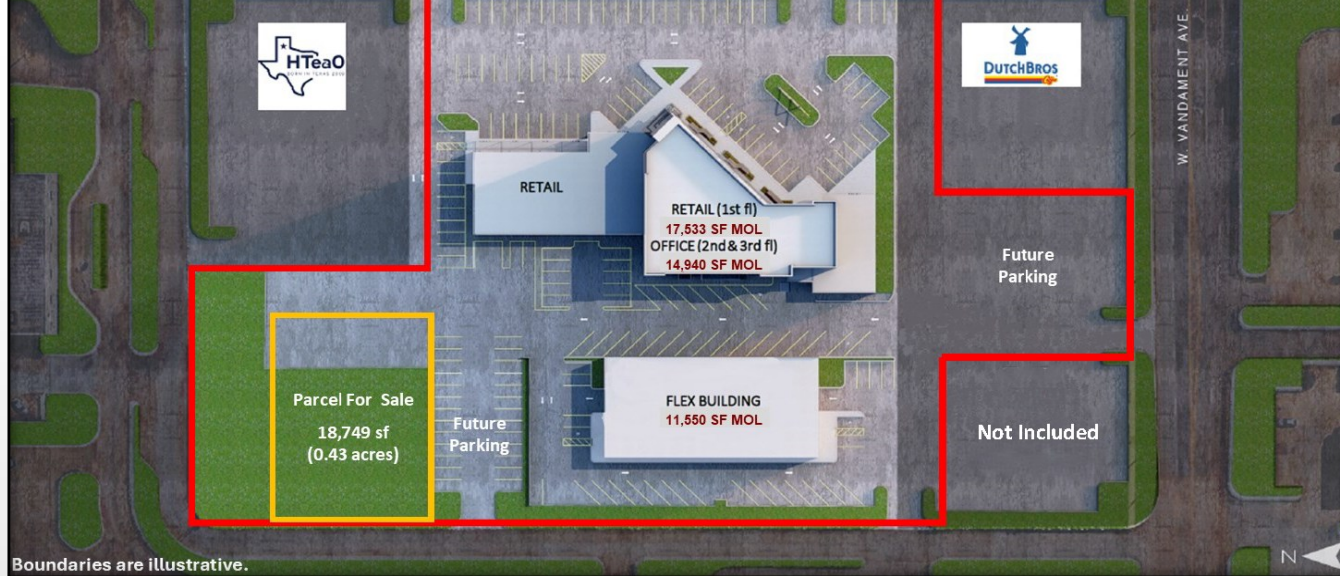 HTeaO
BORN IN TEXAS 2009
DUTCHBROS
W. VANDAMENT AVE.
RETAIL
RETAIL (1st fl)
17,533 SF MOL
OFFICE (2nd & 3rd fl)
14,940 SF MOL
Future
Parking
Parcel For Sale
18,749 sf
(0.43 acres)
Future
Parking
FLEX BUILDING
11,550 SF MOL
Not Included
Boundaries are illustrative.
N